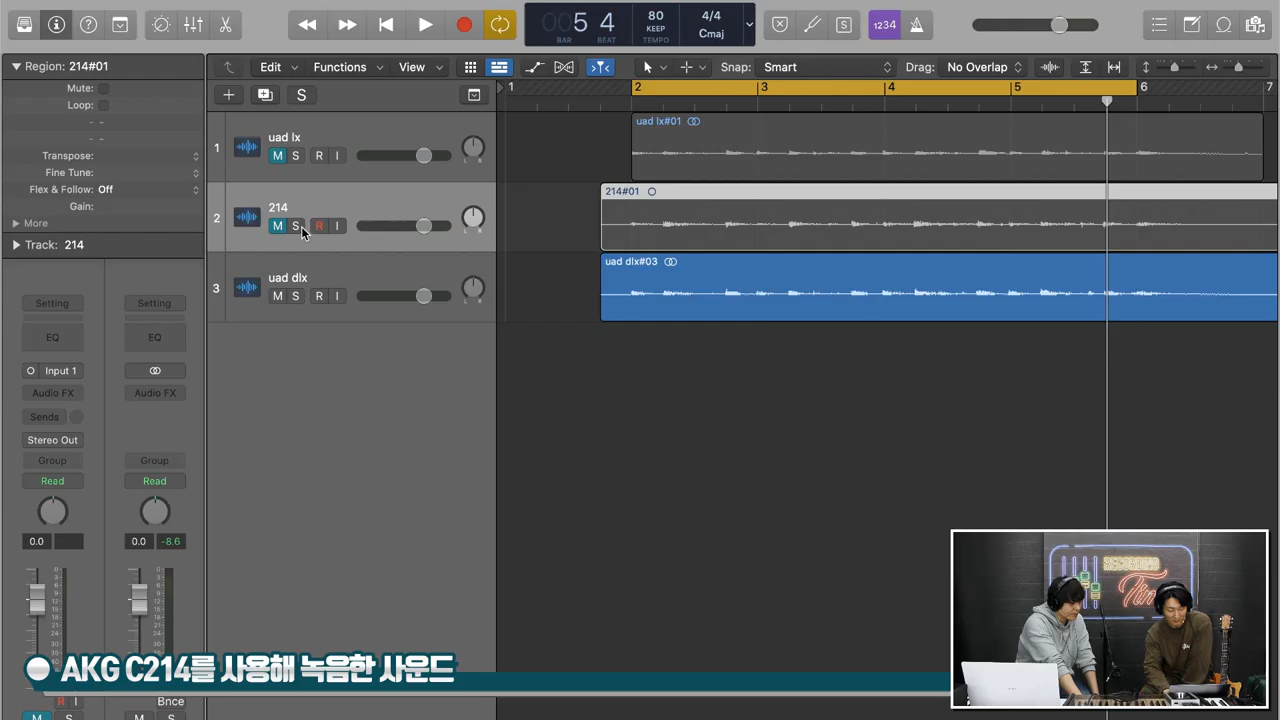 5 4
BAR BEAT
80
KEEP
TEMPO
4/4
Cmaj
1234
Region: 214#01
Mute:
Loop:
Transpose:
Fine Tune:
Flex & Follow: Off
Gain:
More
Track: 214
Edit Functions View
Snap: Smart
Drag: No Overlap
S
1 2 3 4 5 6 7
1
uad lx
M S R I
L R
uad lx#01
2
214
M S R I
L R
214#01
3
uad dlx
M S R I
L R
uad dlx#03
Setting Setting
EQ EQ
Input 1
Audio FX Audio FX
Sends
Stereo Out
Group Group
Read Read
0.0 0.0 -8.6
R I Bnce
M S M S
RECORDING
Time
AKG C214를 사용해 녹음한 사운드